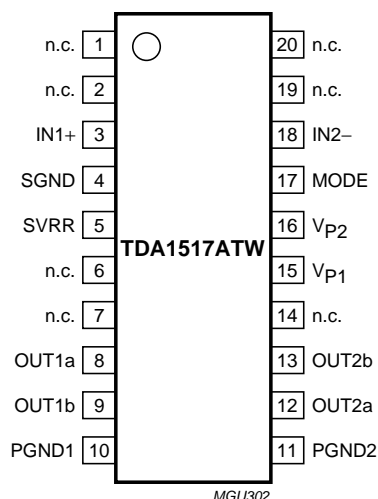 n.c. 1 20 n.c.
n.c. 2 19 n.c.
IN1+ 3 18 IN2−
SGND 4 17 MODE
SVRR 5 16 VP2
TDA1517ATW
n.c. 6 15 VP1
n.c. 7 14 n.c.
OUT1a 8 13 OUT2b
OUT1b 9 12 OUT2a
PGND1 10 11 PGND2
MGU302